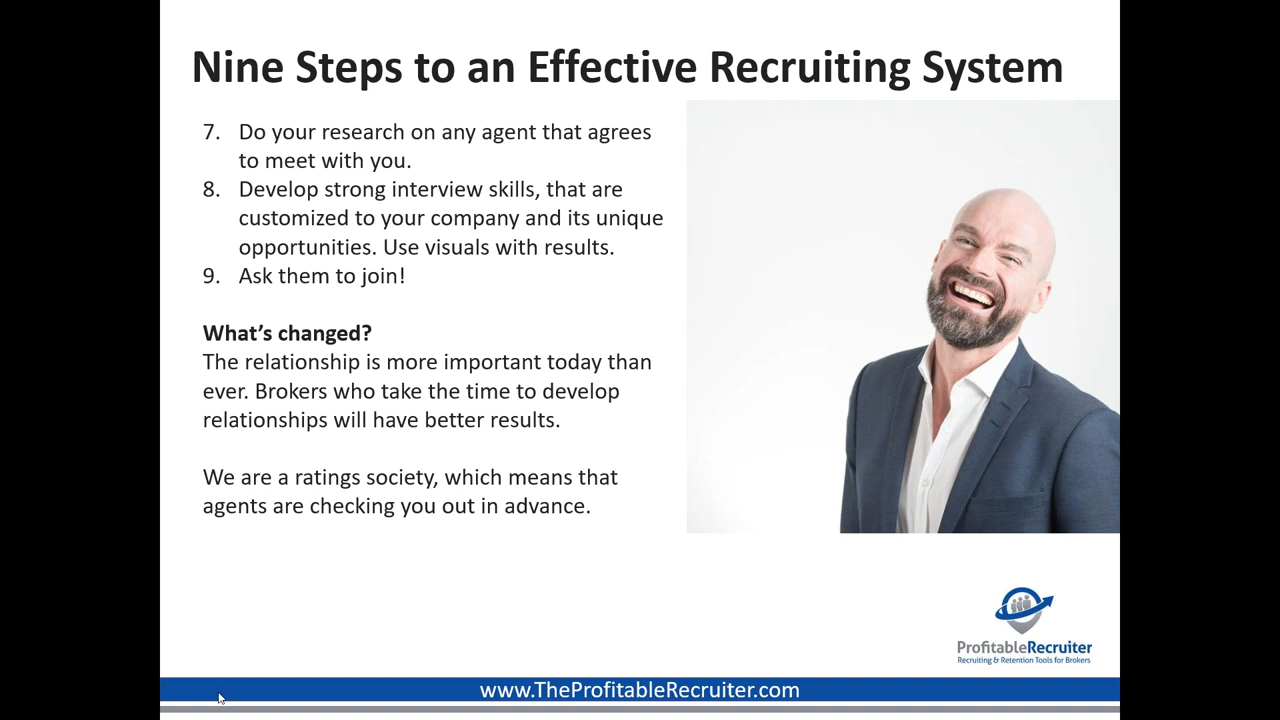 Nine Steps to an Effective Recruiting System
7. Do your research on any agent that agrees
to meet with you.
8. Develop strong interview skills, that are
customized to your company and its unique
opportunities. Use visuals with results.
9. Ask them to join!
What’s changed?
The relationship is more important today than
ever. Brokers who take the time to develop
relationships will have better results.
We are a ratings society, which means that
agents are checking you out in advance.
ProfitableRecruiter
Recruiting & Retention Tools for Brokers
www.TheProfitableRecruiter.com